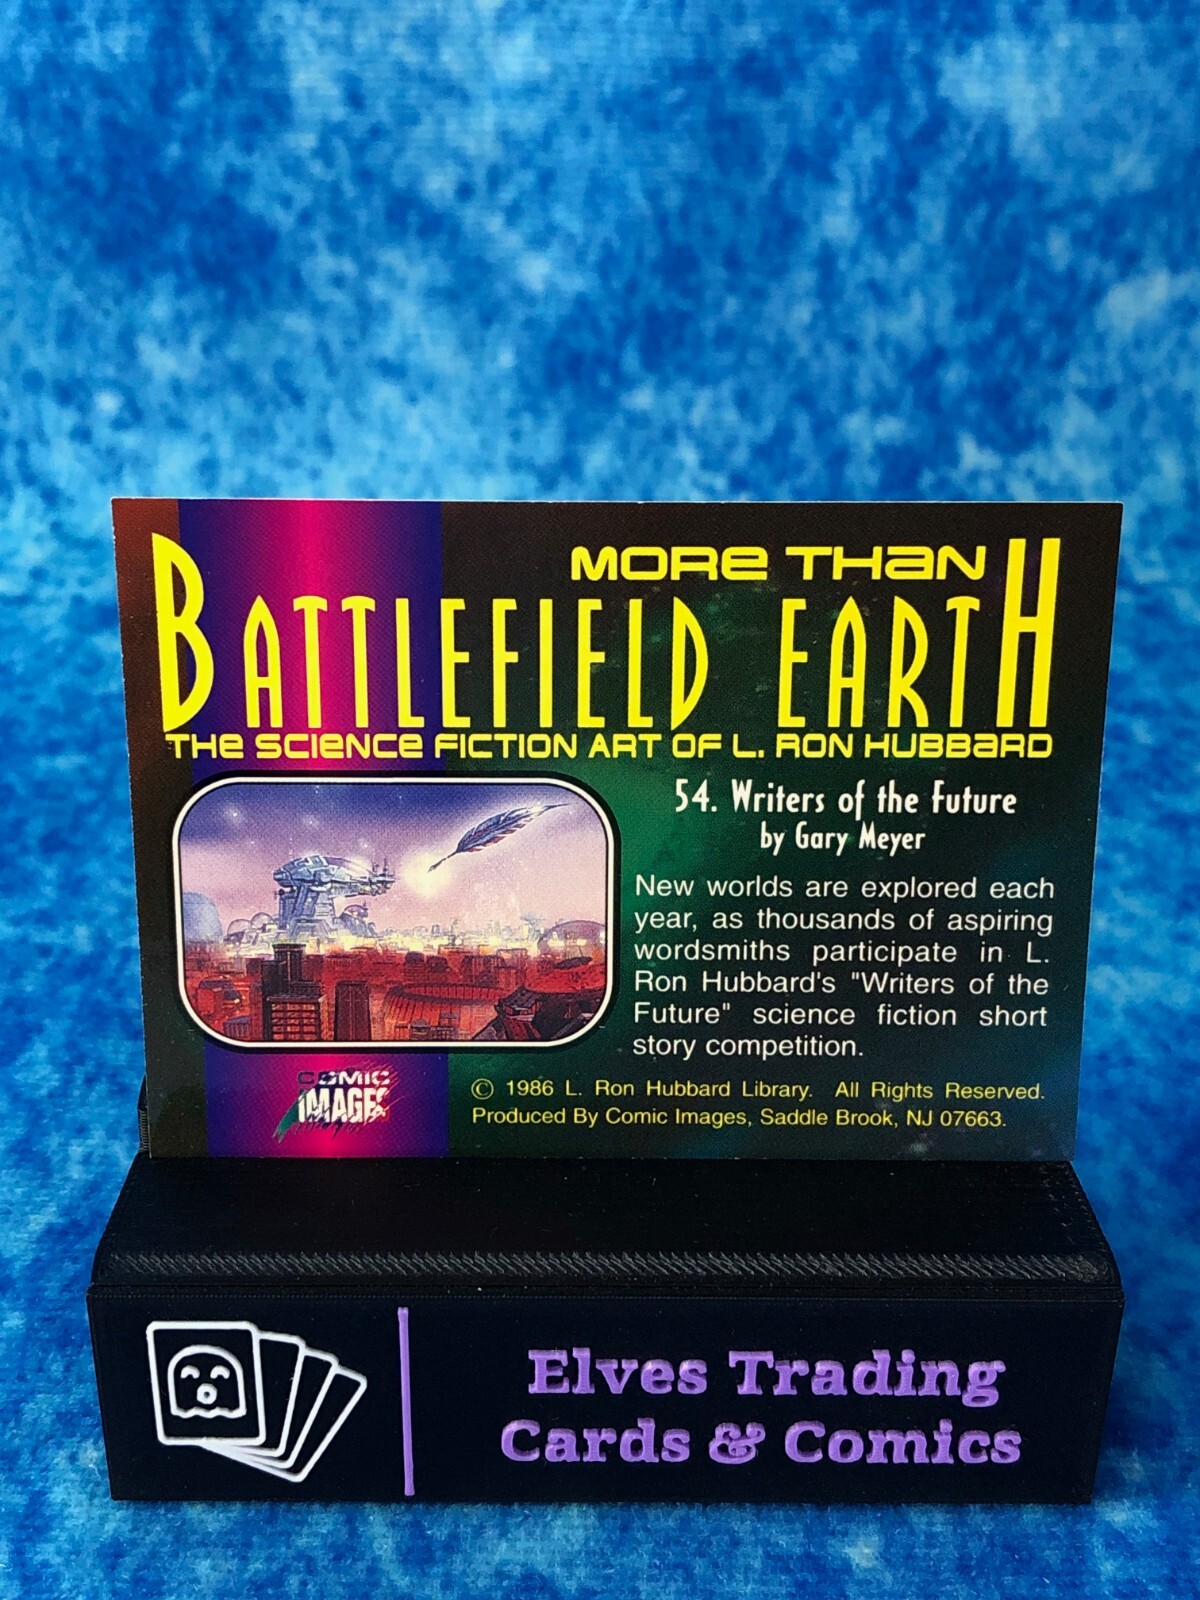 MORE THAN
BATTLEFIELD EARTH
THE SCIENCE FICTION ART OF L. RON HUBBARD
54. Writers of the Future
by Gary Meyer
New worlds are explored each
year, as thousands of aspiring
wordsmiths participate in L.
Ron Hubbard's "Writers of the
Future" science fiction short
story competition.
COMIC
IMAGES
© 1986 L. Ron Hubbard Library. All Rights Reserved.
Produced By Comic Images, Saddle Brook, NJ 07663.
Elves Trading
Cards & Comics